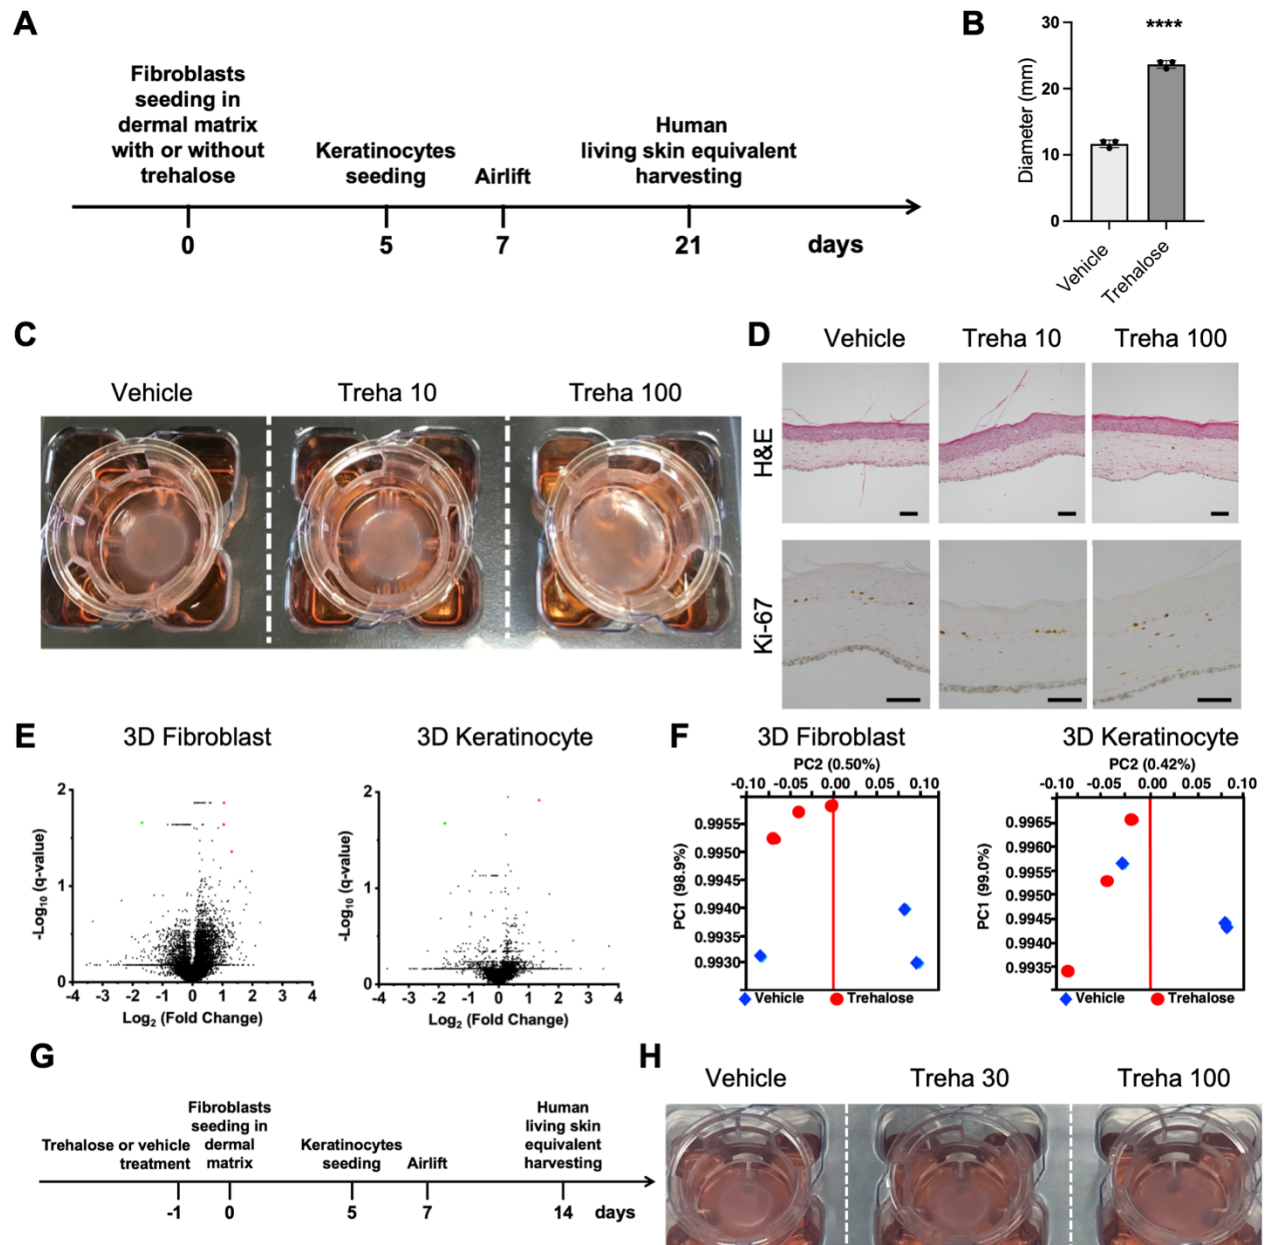 A
Fibroblasts
seeding in
dermal matrix
with or without
trehalose
Keratinocytes
seeding
Airlift
Human
living skin equivalent
harvesting
0
5
7
21
days
B
****
30
20
10
0
Diameter (mm)
Vehicle
Trehalose
C
Vehicle
Treha 10
Treha 100
D
Vehicle
Treha 10
Treha 100
H&E
Ki-67
E
3D Fibroblast
2
1
0
-Log10 (q-value)
-4 -3 -2 -1 0 1 2 3 4
Log2 (Fold Change)
3D Keratinocyte
2
1
0
-Log10 (q-value)
-4 -3 -2 -1 0 1 2 3 4
Log2 (Fold Change)
F
3D Fibroblast
PC2 (0.50%)
-0.10 -0.05 0.00 0.05 0.10
0.9955
0.9950
0.9945
0.9940
0.9935
0.9930
PC1 (98.9%)
Vehicle Trehalose
3D Keratinocyte
PC2 (0.42%)
-0.10 -0.05 0.00 0.05 0.10
0.9965
0.9960
0.9955
0.9950
0.9945
0.9940
0.9935
PC1 (99.0%)
Vehicle Trehalose
G
Trehalose or vehicle
treatment
Fibroblasts
seeding in
dermal
matrix
Keratinocytes
seeding
Airlift
Human
living skin
equivalent
harvesting
-1
0
5
7
14
days
H
Vehicle
Treha 30
Treha 100